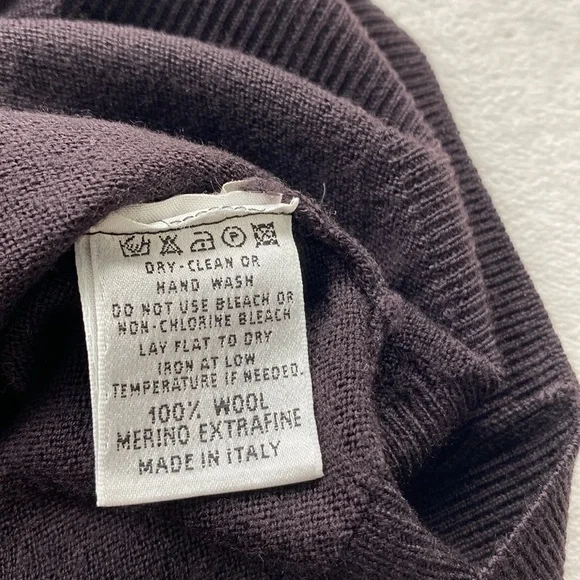 DRY-CLEAN OR
HAND WASH
DO NOT USE BLEACH OR
NON-CHLORINE BLEACH
LAY FLAT TO DRY
IRON AT LOW
TEMPERATURE IF NEEDED.
100% WOOL
MERINO EXTRAFINE
MADE IN ITALY